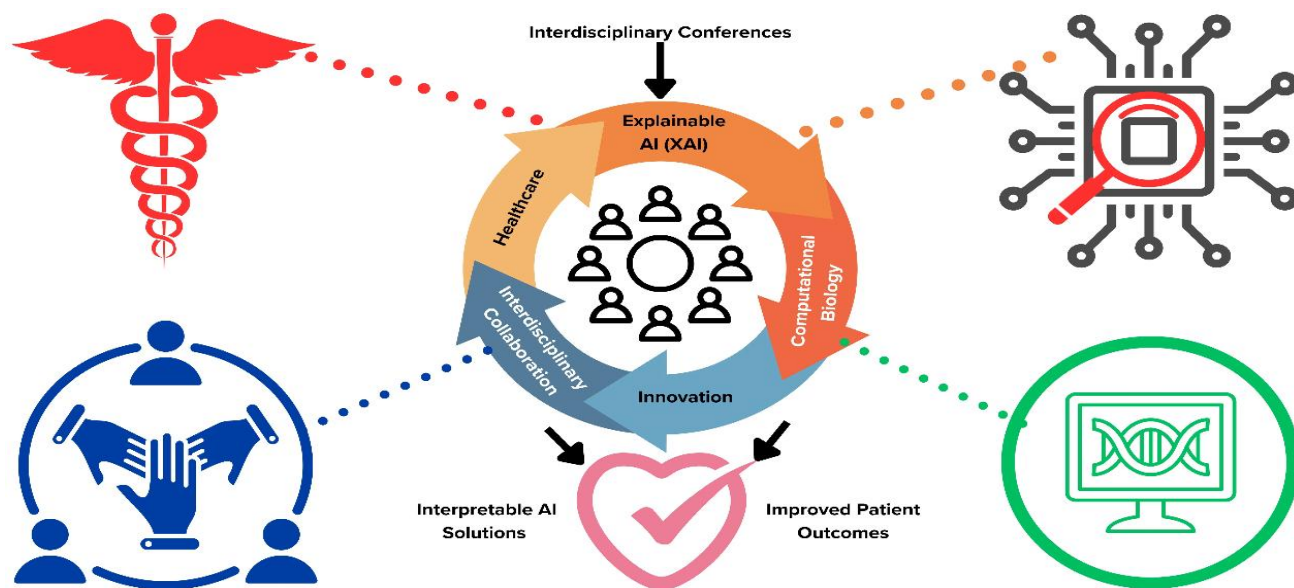 Interdisciplinary Conferences
Explainable
AI (XAI)
Healthcare
Computational
Biology
Interdisciplinary
Collaboration
Innovation
Interpretable AI
Solutions
Improved Patient
Outcomes